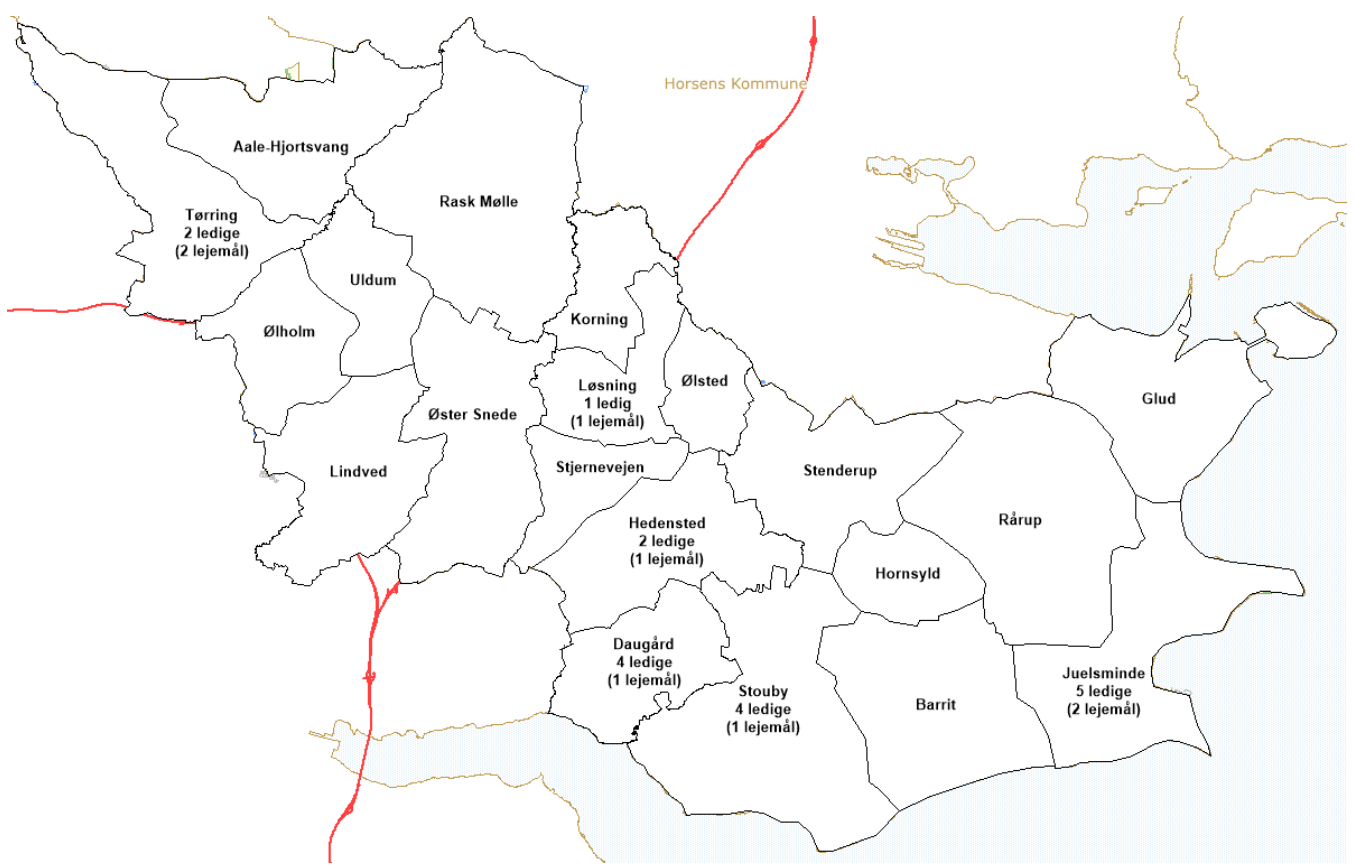 Horsens Kommune
Aale-Hjortsvang
Rask Mølle
Tørring
2 ledige
(2 lejemål)
Uldum
Korning
Ølholm
Løsning
1 ledig
(1 lejemål)
Ølsted
Glud
Øster Snede
Lindved
Stjernevejen
Stenderup
Hedensted
2 ledige
(1 lejemål)
Rårup
Hornsyld
Daugård
4 ledige
(1 lejemål)
Stouby
4 ledige
(1 lejemål)
Barrit
Juelsminde
5 ledige
(2 lejemål)